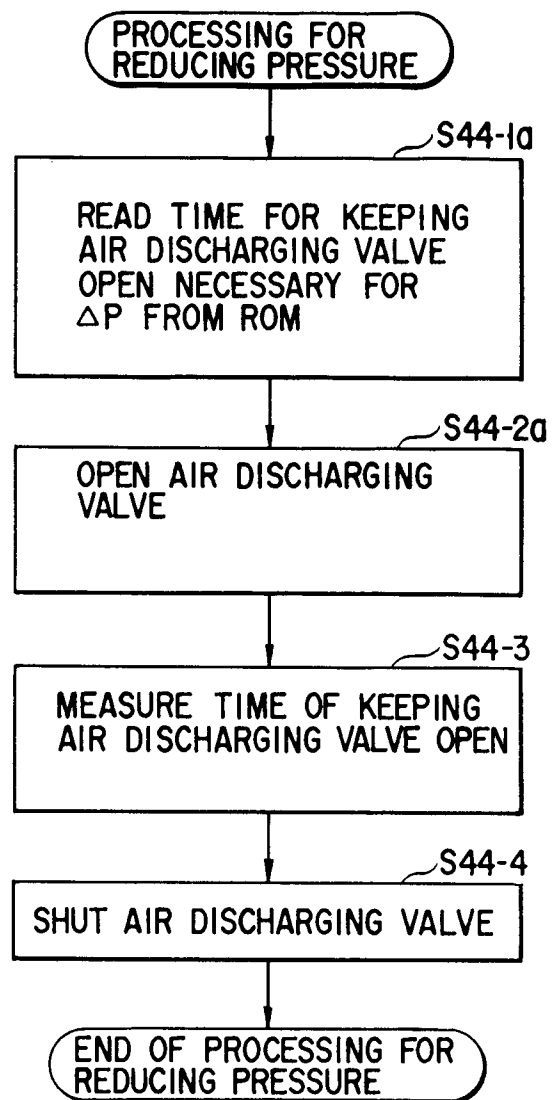 PROCESSING FOR
REDUCING PRESSURE
S44-1a
READ TIME FOR KEEPING
AIR DISCHARGING VALVE
OPEN NECESSARY FOR
△P FROM ROM
S44-2a
OPEN AIR DISCHARGING
VALVE
S44-3
MEASURE TIME OF KEEPING
AIR DISCHARGING VALVE OPEN
S44-4
SHUT AIR DISCHARGING VALVE
END OF PROCESSING FOR
REDUCING PRESSURE